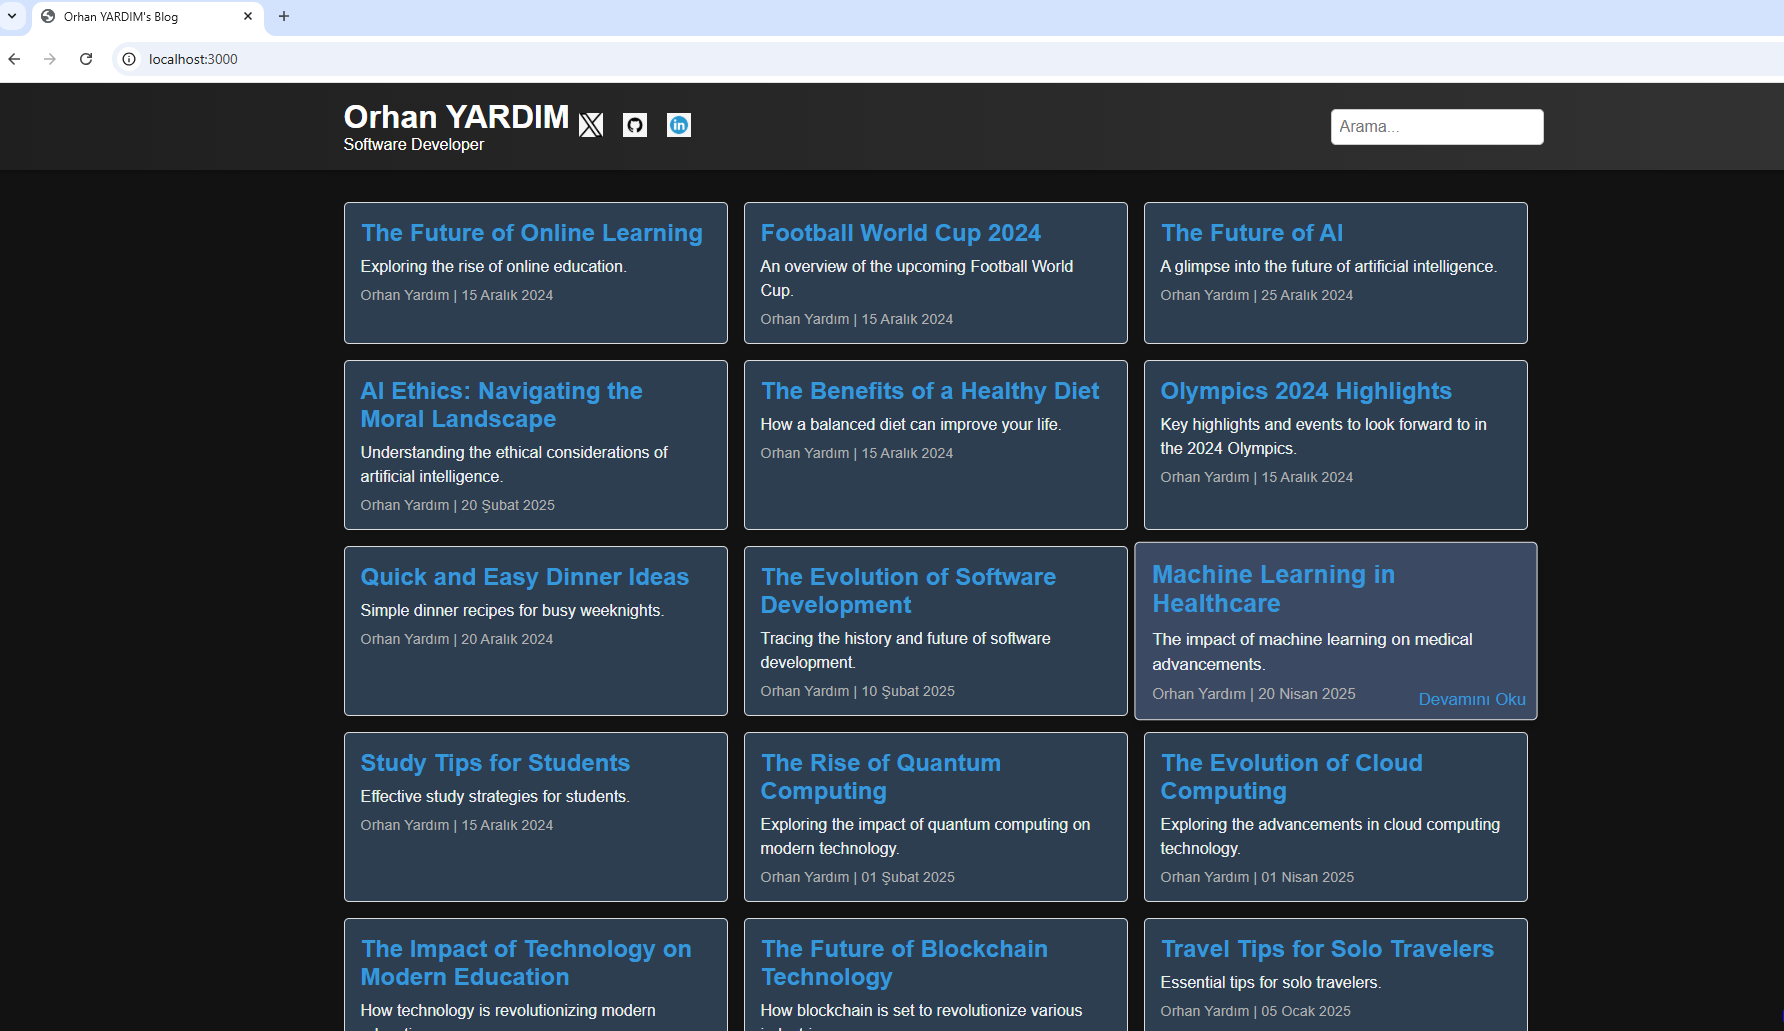 Orhan YARDIM's Blog
localhost:3000
Orhan YARDIM
Software Developer
Arama...
The Future of Online Learning
Exploring the rise of online education.
Orhan Yardım | 15 Aralık 2024
Football World Cup 2024
An overview of the upcoming Football World
Cup.
Orhan Yardım | 15 Aralık 2024
The Future of AI
A glimpse into the future of artificial intelligence.
Orhan Yardım | 25 Aralık 2024
AI Ethics: Navigating the
Moral Landscape
Understanding the ethical considerations of
artificial intelligence.
Orhan Yardım | 20 Şubat 2025
The Benefits of a Healthy Diet
How a balanced diet can improve your life.
Orhan Yardım | 15 Aralık 2024
Olympics 2024 Highlights
Key highlights and events to look forward to in
the 2024 Olympics.
Orhan Yardım | 15 Aralık 2024
Quick and Easy Dinner Ideas
Simple dinner recipes for busy weeknights.
Orhan Yardım | 20 Aralık 2024
The Evolution of Software
Development
Tracing the history and future of software
development.
Orhan Yardım | 10 Şubat 2025
Machine Learning in
Healthcare
The impact of machine learning on medical
advancements.
Orhan Yardım | 20 Nisan 2025
Devamını Oku
Study Tips for Students
Effective study strategies for students.
Orhan Yardım | 15 Aralık 2024
The Rise of Quantum
Computing
Exploring the impact of quantum computing on
modern technology.
Orhan Yardım | 01 Şubat 2025
The Evolution of Cloud
Computing
Exploring the advancements in cloud computing
technology.
Orhan Yardım | 01 Nisan 2025
The Impact of Technology on
Modern Education
How technology is revolutionizing modern
The Future of Blockchain
Technology
How blockchain is set to revolutionize various
Travel Tips for Solo Travelers
Essential tips for solo travelers.
Orhan Yardım | 05 Ocak 2025